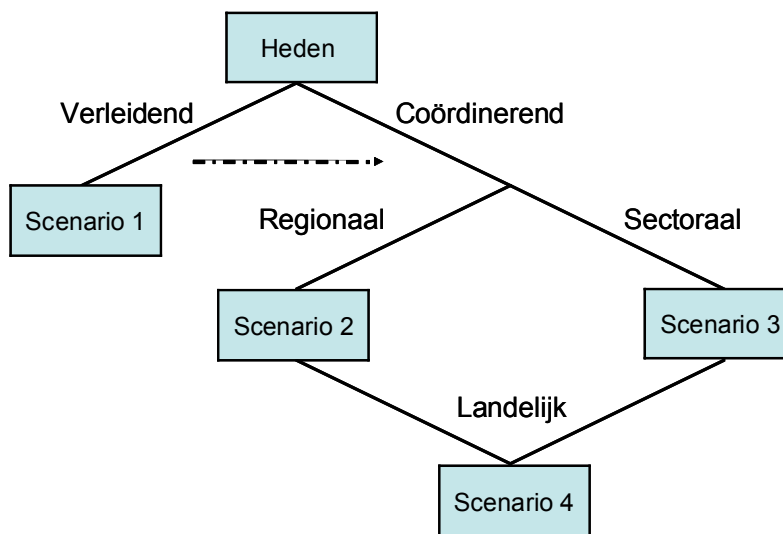 Heden
Verleidend
Coördinerend
Scenario 1
Regionaal
Sectoraal
Scenario 2
Scenario 3
Landelijk
Scenario 4